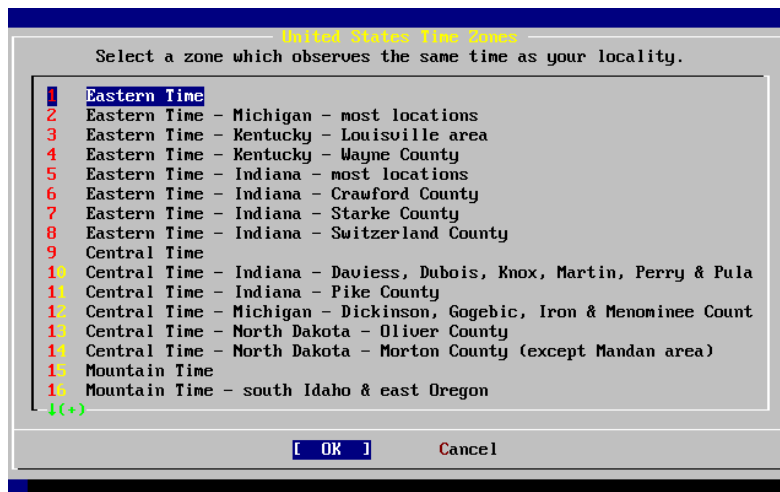 United States Time Zones
Select a zone which observes the same time as your locality.
1 Eastern Time
2 Eastern Time - Michigan - most locations
3 Eastern Time - Kentucky - Louisville area
4 Eastern Time - Kentucky - Wayne County
5 Eastern Time - Indiana - most locations
6 Eastern Time - Indiana - Crawford County
7 Eastern Time - Indiana - Starke County
8 Eastern Time - Indiana - Switzerland County
9 Central Time
10 Central Time - Indiana - Daviess, Dubois, Knox, Martin, Perry & Pula
11 Central Time - Indiana - Pike County
12 Central Time - Michigan - Dickinson, Gogebic, Iron & Menominee Count
13 Central Time - North Dakota - Oliver County
14 Central Time - North Dakota - Morton County (except Mandan area)
15 Mountain Time
16 Mountain Time - south Idaho & east Oregon
↓(+)
[ OK ] Cancel